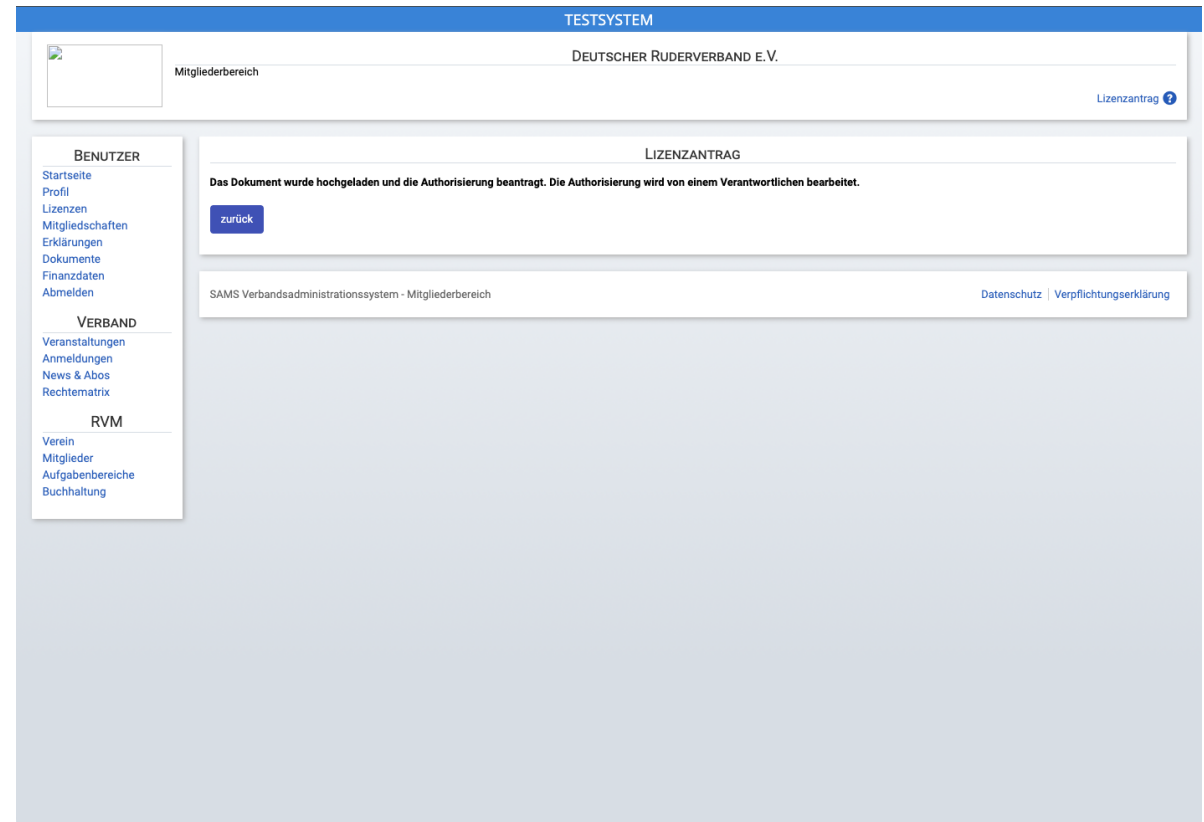 TESTSYSTEM
Deutscher Ruderverband e.V.
Mitgliederbereich
Lizenzantrag ?
Benutzer
Startseite
Profil
Lizenzen
Mitgliedschaften
Erklärungen
Dokumente
Finanzdaten
Abmelden
Verband
Veranstaltungen
Anmeldungen
News & Abos
Rechtematrix
RVM
Verein
Mitglieder
Aufgabenbereiche
Buchhaltung
Lizenzantrag
Das Dokument wurde hochgeladen und die Authorisierung beantragt. Die Authorisierung wird von einem Verantwortlichen bearbeitet.
zurück
SAMS Verbandsadministrationssystem - Mitgliederbereich
Datenschutz | Verpflichtungserklärung